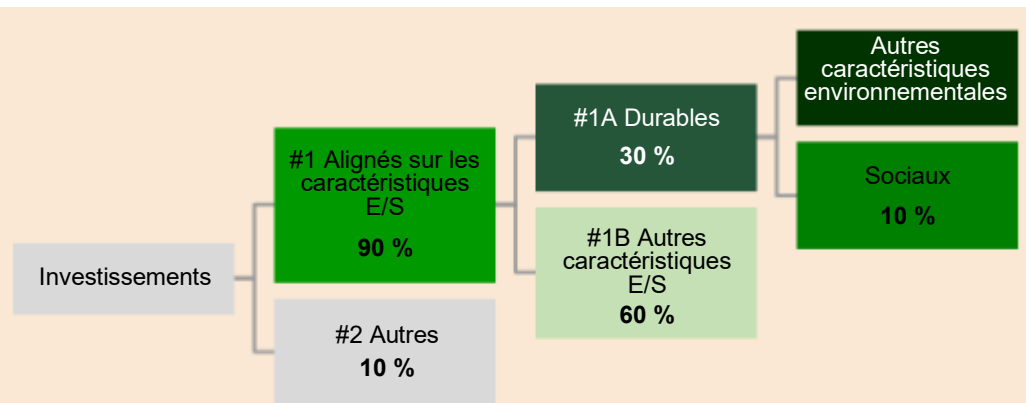 Investissements
#1 Alignés sur les
caractéristiques
E/S
90 %
#2 Autres
10 %
#1A Durables
30 %
#1B Autres
caractéristiques
E/S
60 %
Autres
caractéristiques
environnementales
Sociaux
10 %